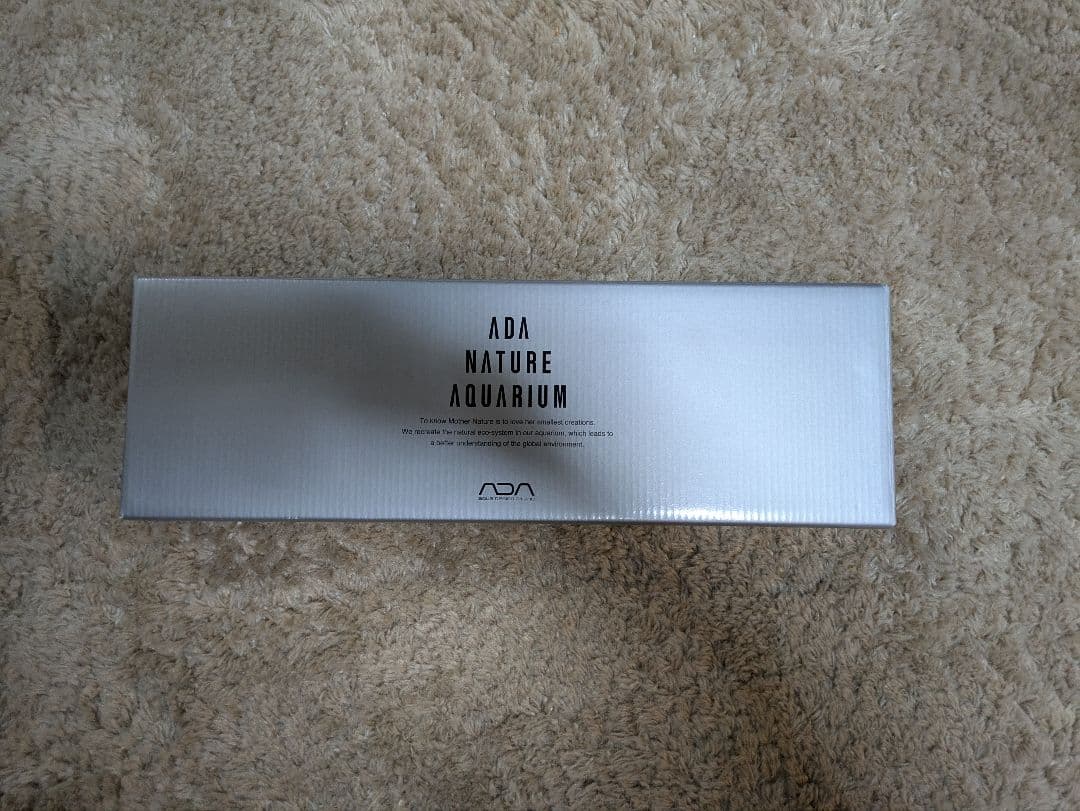 ADA
NATURE
AQUARIUM
To know Mother Nature is to love her smallest creations.
We recreate the natural eco-system in our aquarium, which leads to
a better understanding of the global environment.
ADA